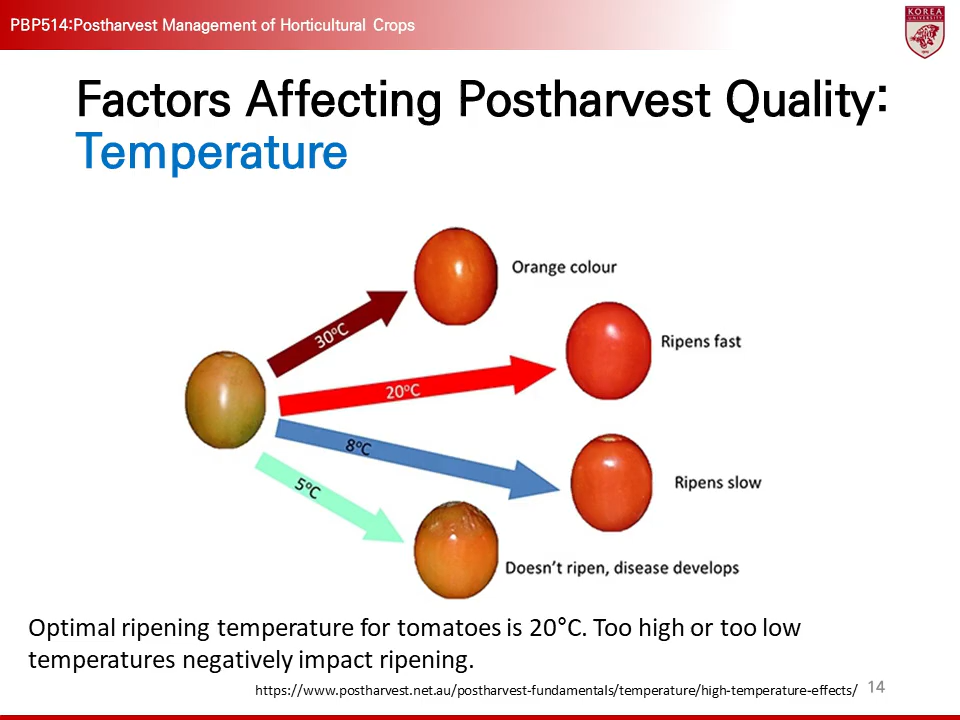 PBP514:Postharvest Management of Horticultural Crops
KOREA
UNIVERSITY
Factors Affecting Postharvest Quality:
Temperature
Orange colour
30°C
Ripens fast
20°C
8°C
Ripens slow
5°C
Doesn't ripen, disease develops
Optimal ripening temperature for tomatoes is 20°C. Too high or too low
temperatures negatively impact ripening.
https://www.postharvest.net.au/postharvest-fundamentals/temperature/high-temperature-effects/
14